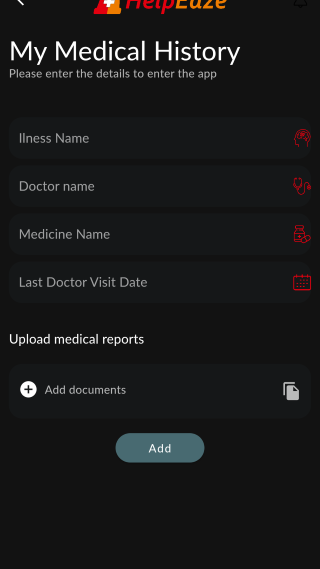 HelpEaze
My Medical History
Please enter the details to enter the app
Ilness Name
Doctor name
Medicine Name
Last Doctor Visit Date
Upload medical reports
Add documents
Add